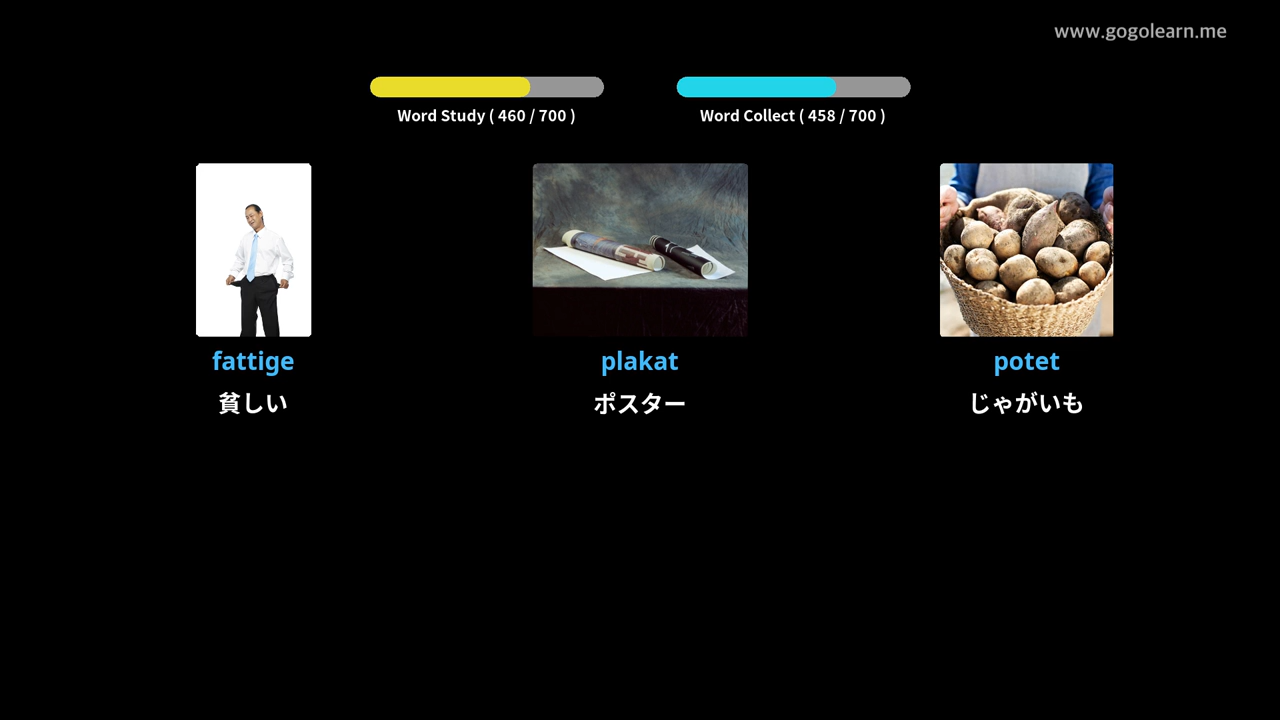 www.gogolearn.me
Word Study ( 460 / 700 )
Word Collect ( 458 / 700 )
fattige
貧しい
plakat
ポスター
potet
じゃがいも